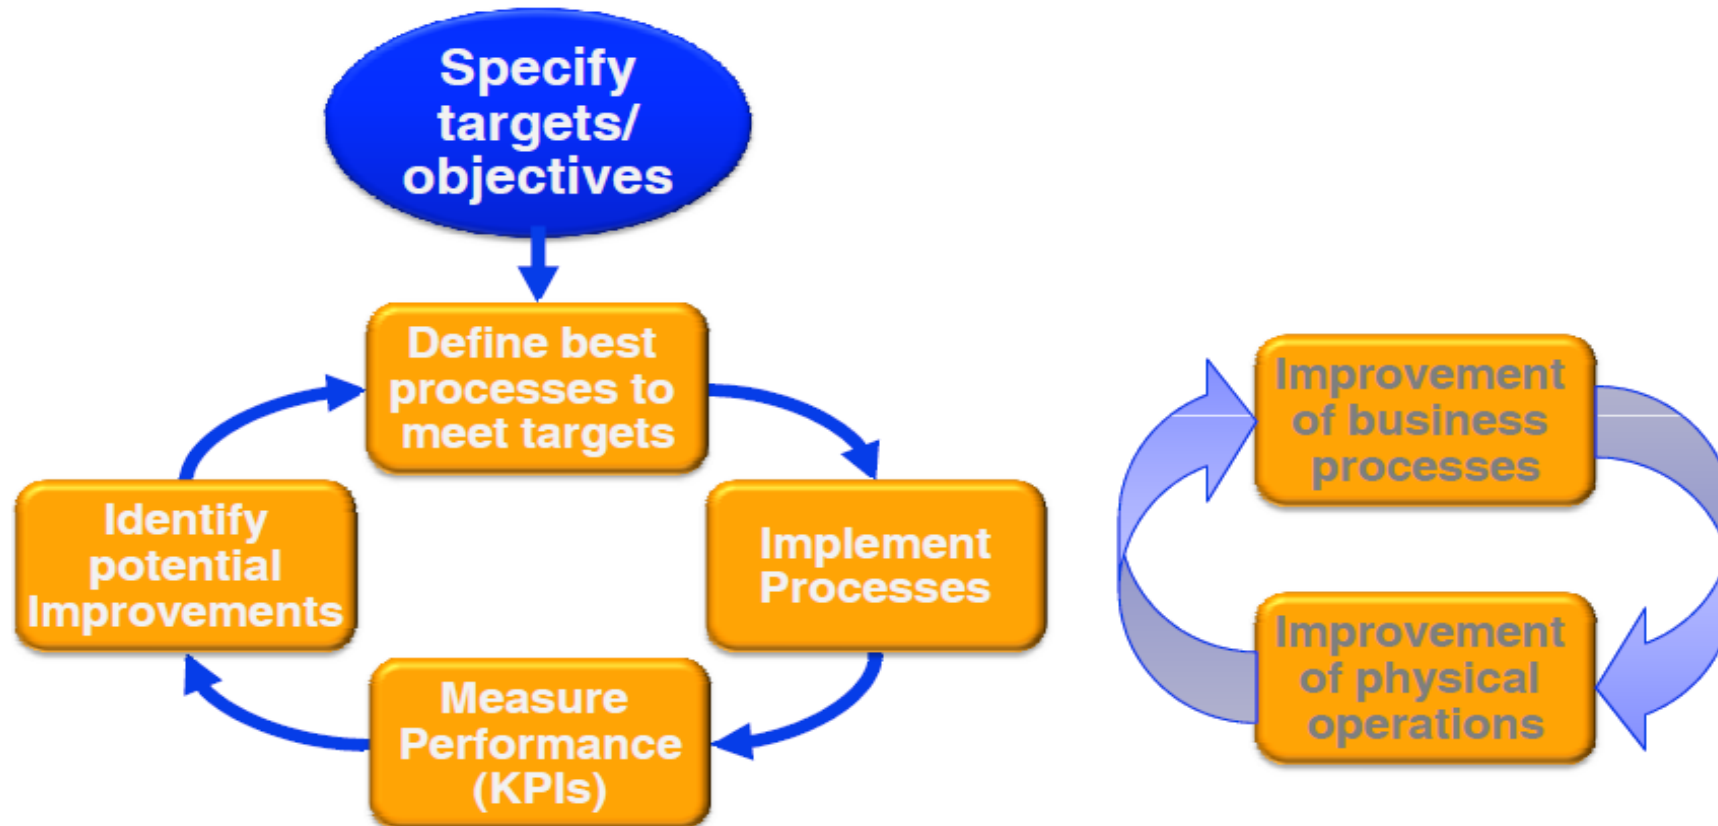 Specify
targets/
objectives
Define best
processes to
meet targets
Implement
Processes
Measure
Performance
(KPIs)
Identify
potential
Improvements
Improvement
of business
processes
Improvement
of physical
operations